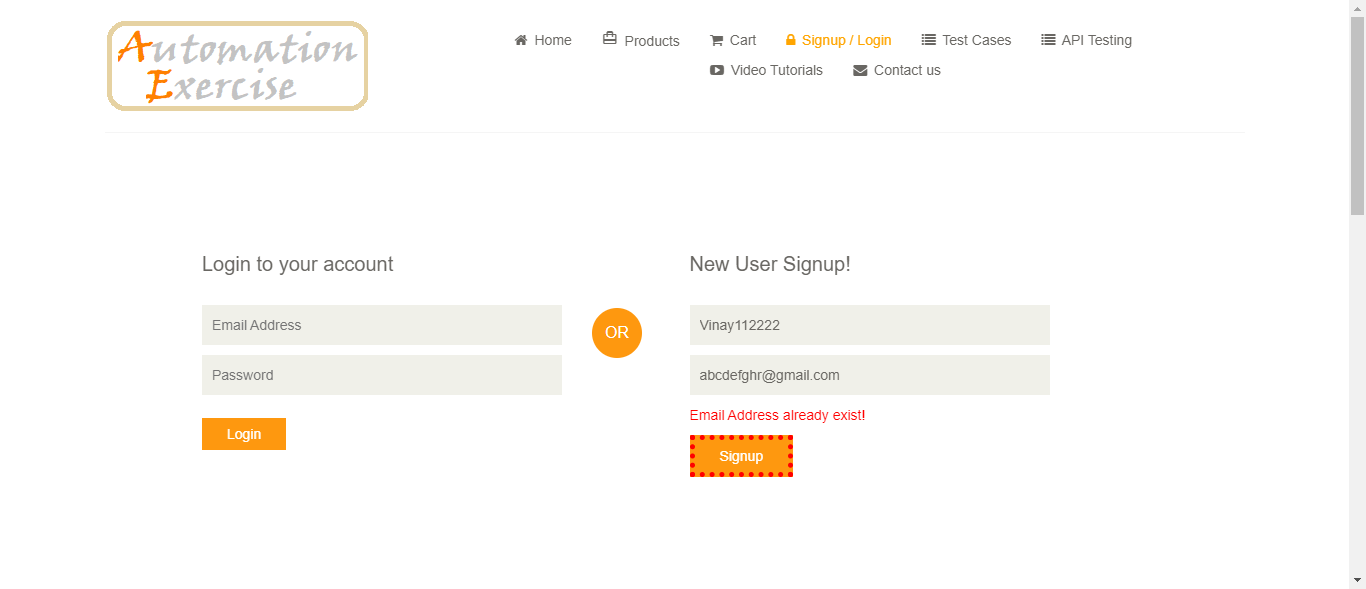 Automation
Exercise
Home
Products
Cart
Signup / Login
Test Cases
API Testing
Video Tutorials
Contact us
Login to your account
Email Address
Password
Login
OR
New User Signup!
Vinay112222
abcdefghr@gmail.com
Email Address already exist!
Signup